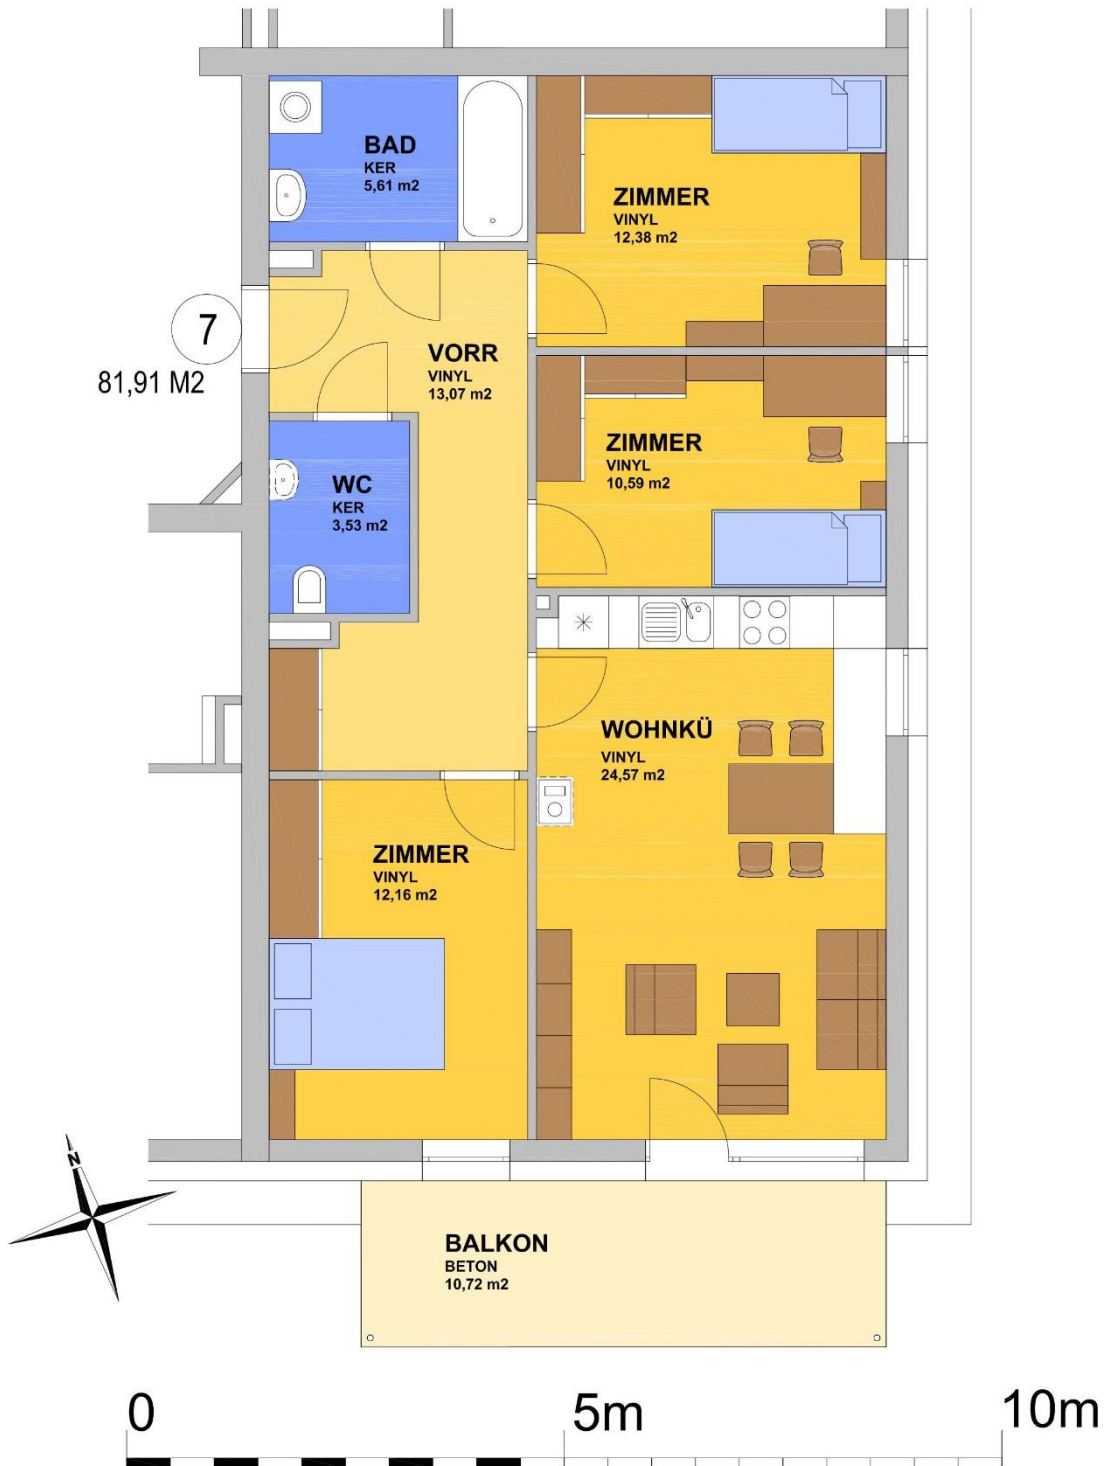 BAD
KER
5,61 m2
ZIMMER
VINYL
12,38 m2
7
81,91 M2
VORR
VINYL
13,07 m2
ZIMMER
VINYL
10,59 m2
WC
KER
3,53 m2
WOHNKÜ
VINYL
24,57 m2
ZIMMER
VINYL
12,16 m2
N
BALKON
BETON
10,72 m2
0 5m 10m